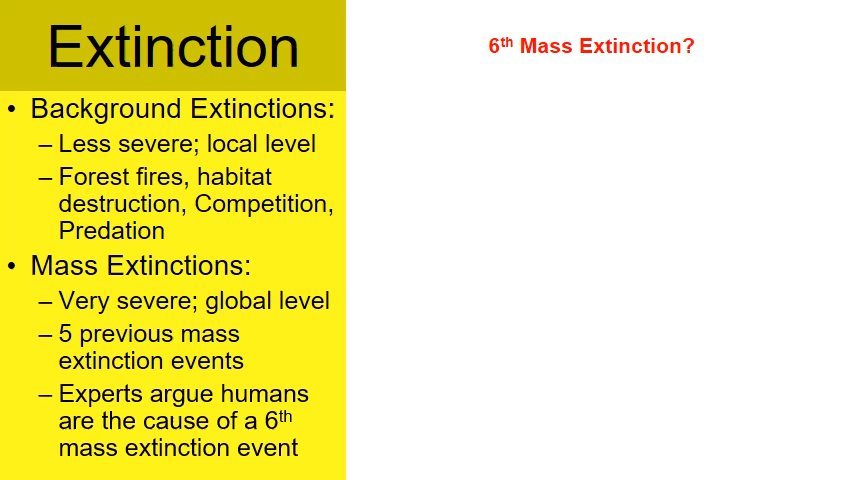 Extinction
• Background Extinctions:
– Less severe; local level
– Forest fires, habitat
destruction, Competition,
Predation
• Mass Extinctions:
– Very severe; global level
– 5 previous mass
extinction events
– Experts argue humans
are the cause of a 6th
mass extinction event
6th Mass Extinction?